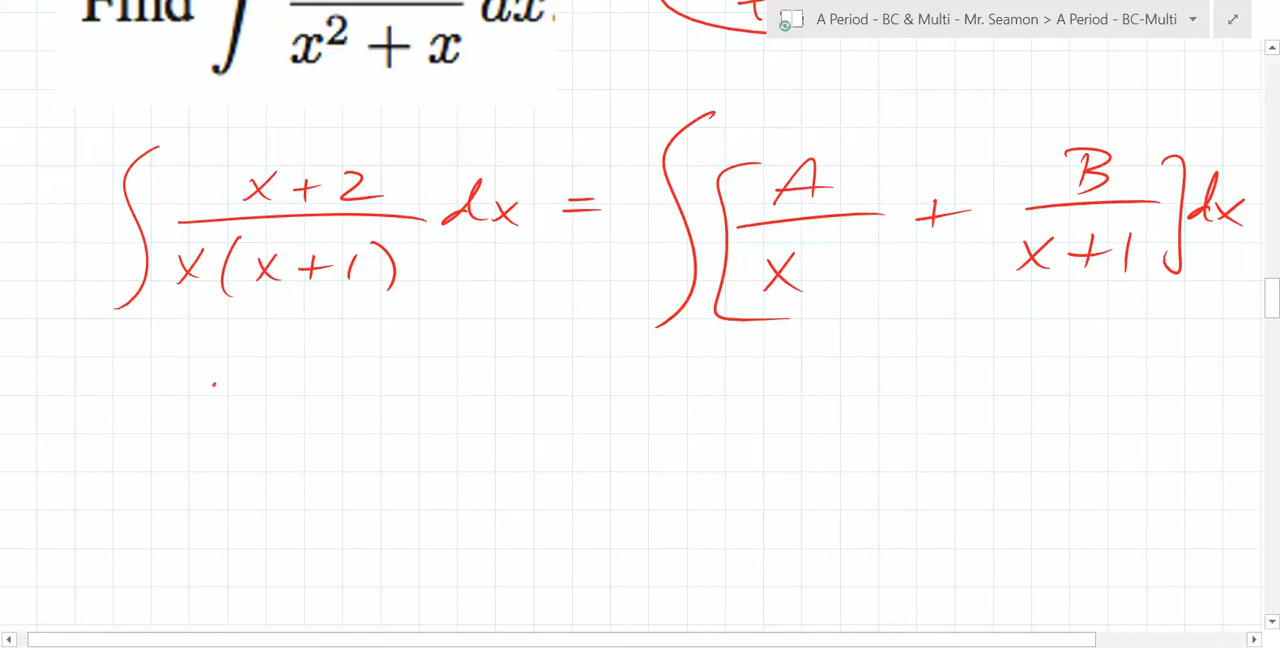 A Period - BC & Multi - Mr. Seamon > A Period - BC-Multi
Find ∫ x² + x dx.
∫ x + 2 / x(x + 1) dx = ∫ [ A / x + B / x + 1 ] dx